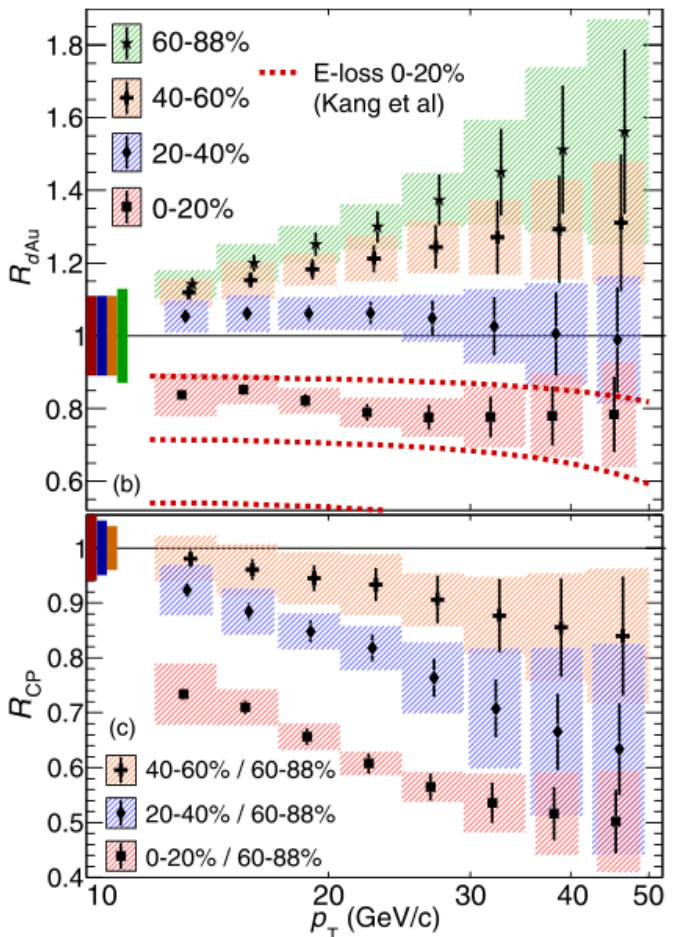 1.8
1.6
1.4
1.2
1
0.8
0.6
R_dAu
60-88%
40-60%
20-40%
0-20%
E-loss 0-20%
(Kang et al)
(b)
1
0.9
0.8
0.7
0.6
0.5
0.4
R_CP
(c)
40-60% / 60-88%
20-40% / 60-88%
0-20% / 60-88%
10 20 30 40 50
p_T (GeV/c)